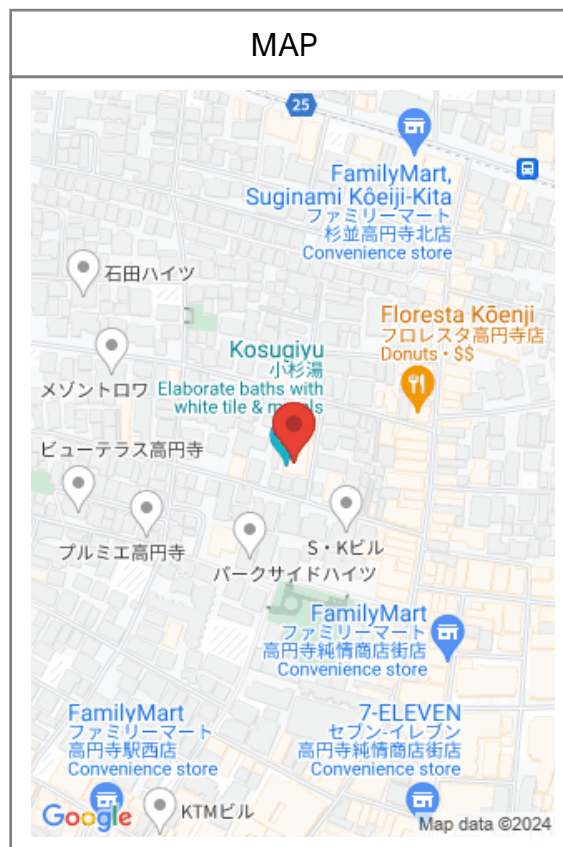 MAP
25
FamilyMart,
Suginami Kôeiji-Kita
ファミリーマート
杉並高円寺北店
Convenience store
石田ハイツ
Floresta Kōenji
フロレスタ高円寺店
Donuts • $$
Kosugiyu
小杉湯
Elaborate baths with
white tile &
メゾントロワ
ビューテラス高円寺
プルミエ高円寺
S・Kビル
パークサイドハイツ
FamilyMart
ファミリーマート
高円寺純情商店街店
Convenience store
FamilyMart
ファミリーマート
高円寺駅西店
Convenience store
7-ELEVEN
セブン-イレブン
高円寺純情商店街店
Convenience store
KTMビル
Google
Map data ©2024